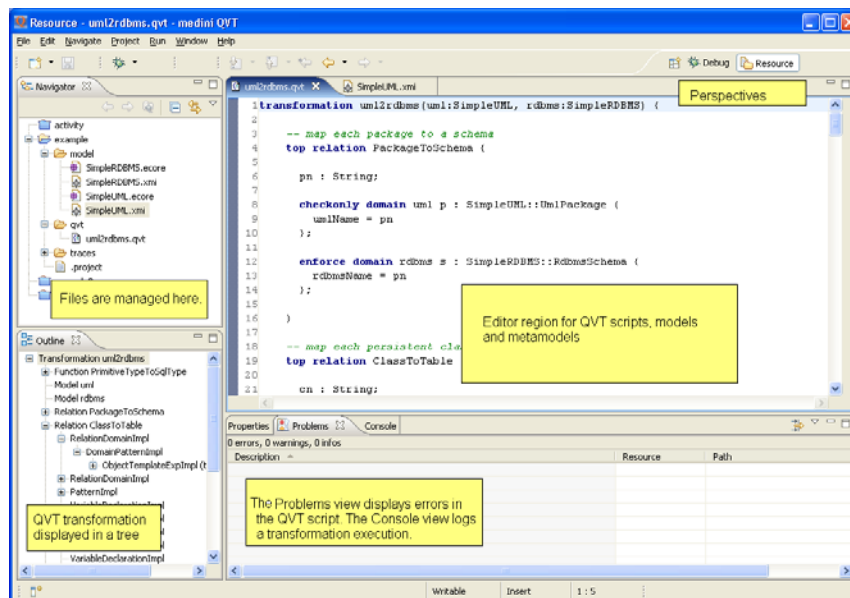 Resource - uml2rdbms.qvt - medini QVT
File Edit Navigate Project Run Window Help
Debug Resource
Navigator
activity
example
model
SimpleRDBMS.ecore
SimpleRDBMS.xmi
SimpleUML.ecore
SimpleUML.xmi
qvt
uml2rdbms.qvt
traces
.project
Files are managed here.
uml2rdbms.qvt SimpleUML.xmi
Perspectives
1 transformation uml2rdbms(uml:SimpleUML, rdbms:SimpleRDBMS) {
2
3 -- map each package to a schema
4 top relation PackageToSchema {
5
6 pn : String;
7
8 checkonly domain uml p : SimpleUML::UmlPackage {
9 umlName = pn
10 };
11
12 enforce domain rdbms s : SimpleRDBMS::RdbmsSchema {
13 rdbmsName = pn
14 };
15
16 }
17
18 -- map each persistent cla
19 top relation ClassToTable
20
21 cn : String;
Editor region for QVT scripts, models
and metamodels
Outline
Transformation uml2rdbms
Function PrimitiveTypeToSqlType
Model uml
Model rdbms
Relation PackageToSchema
Relation ClassToTable
RelationDomainImpl
DomainPatternImpl
ObjectTemplateExpImpl (t
RelationDomainImpl
PatternImpl
VariableDeclarationImpl
QVT transformation
displayed in a tree
Properties Problems Console
0 errors, 0 warnings, 0 infos
Description Resource Path
The Problems view displays errors in
the QVT script. The Console view logs
a transformation execution.
Writable Insert 1 : 5